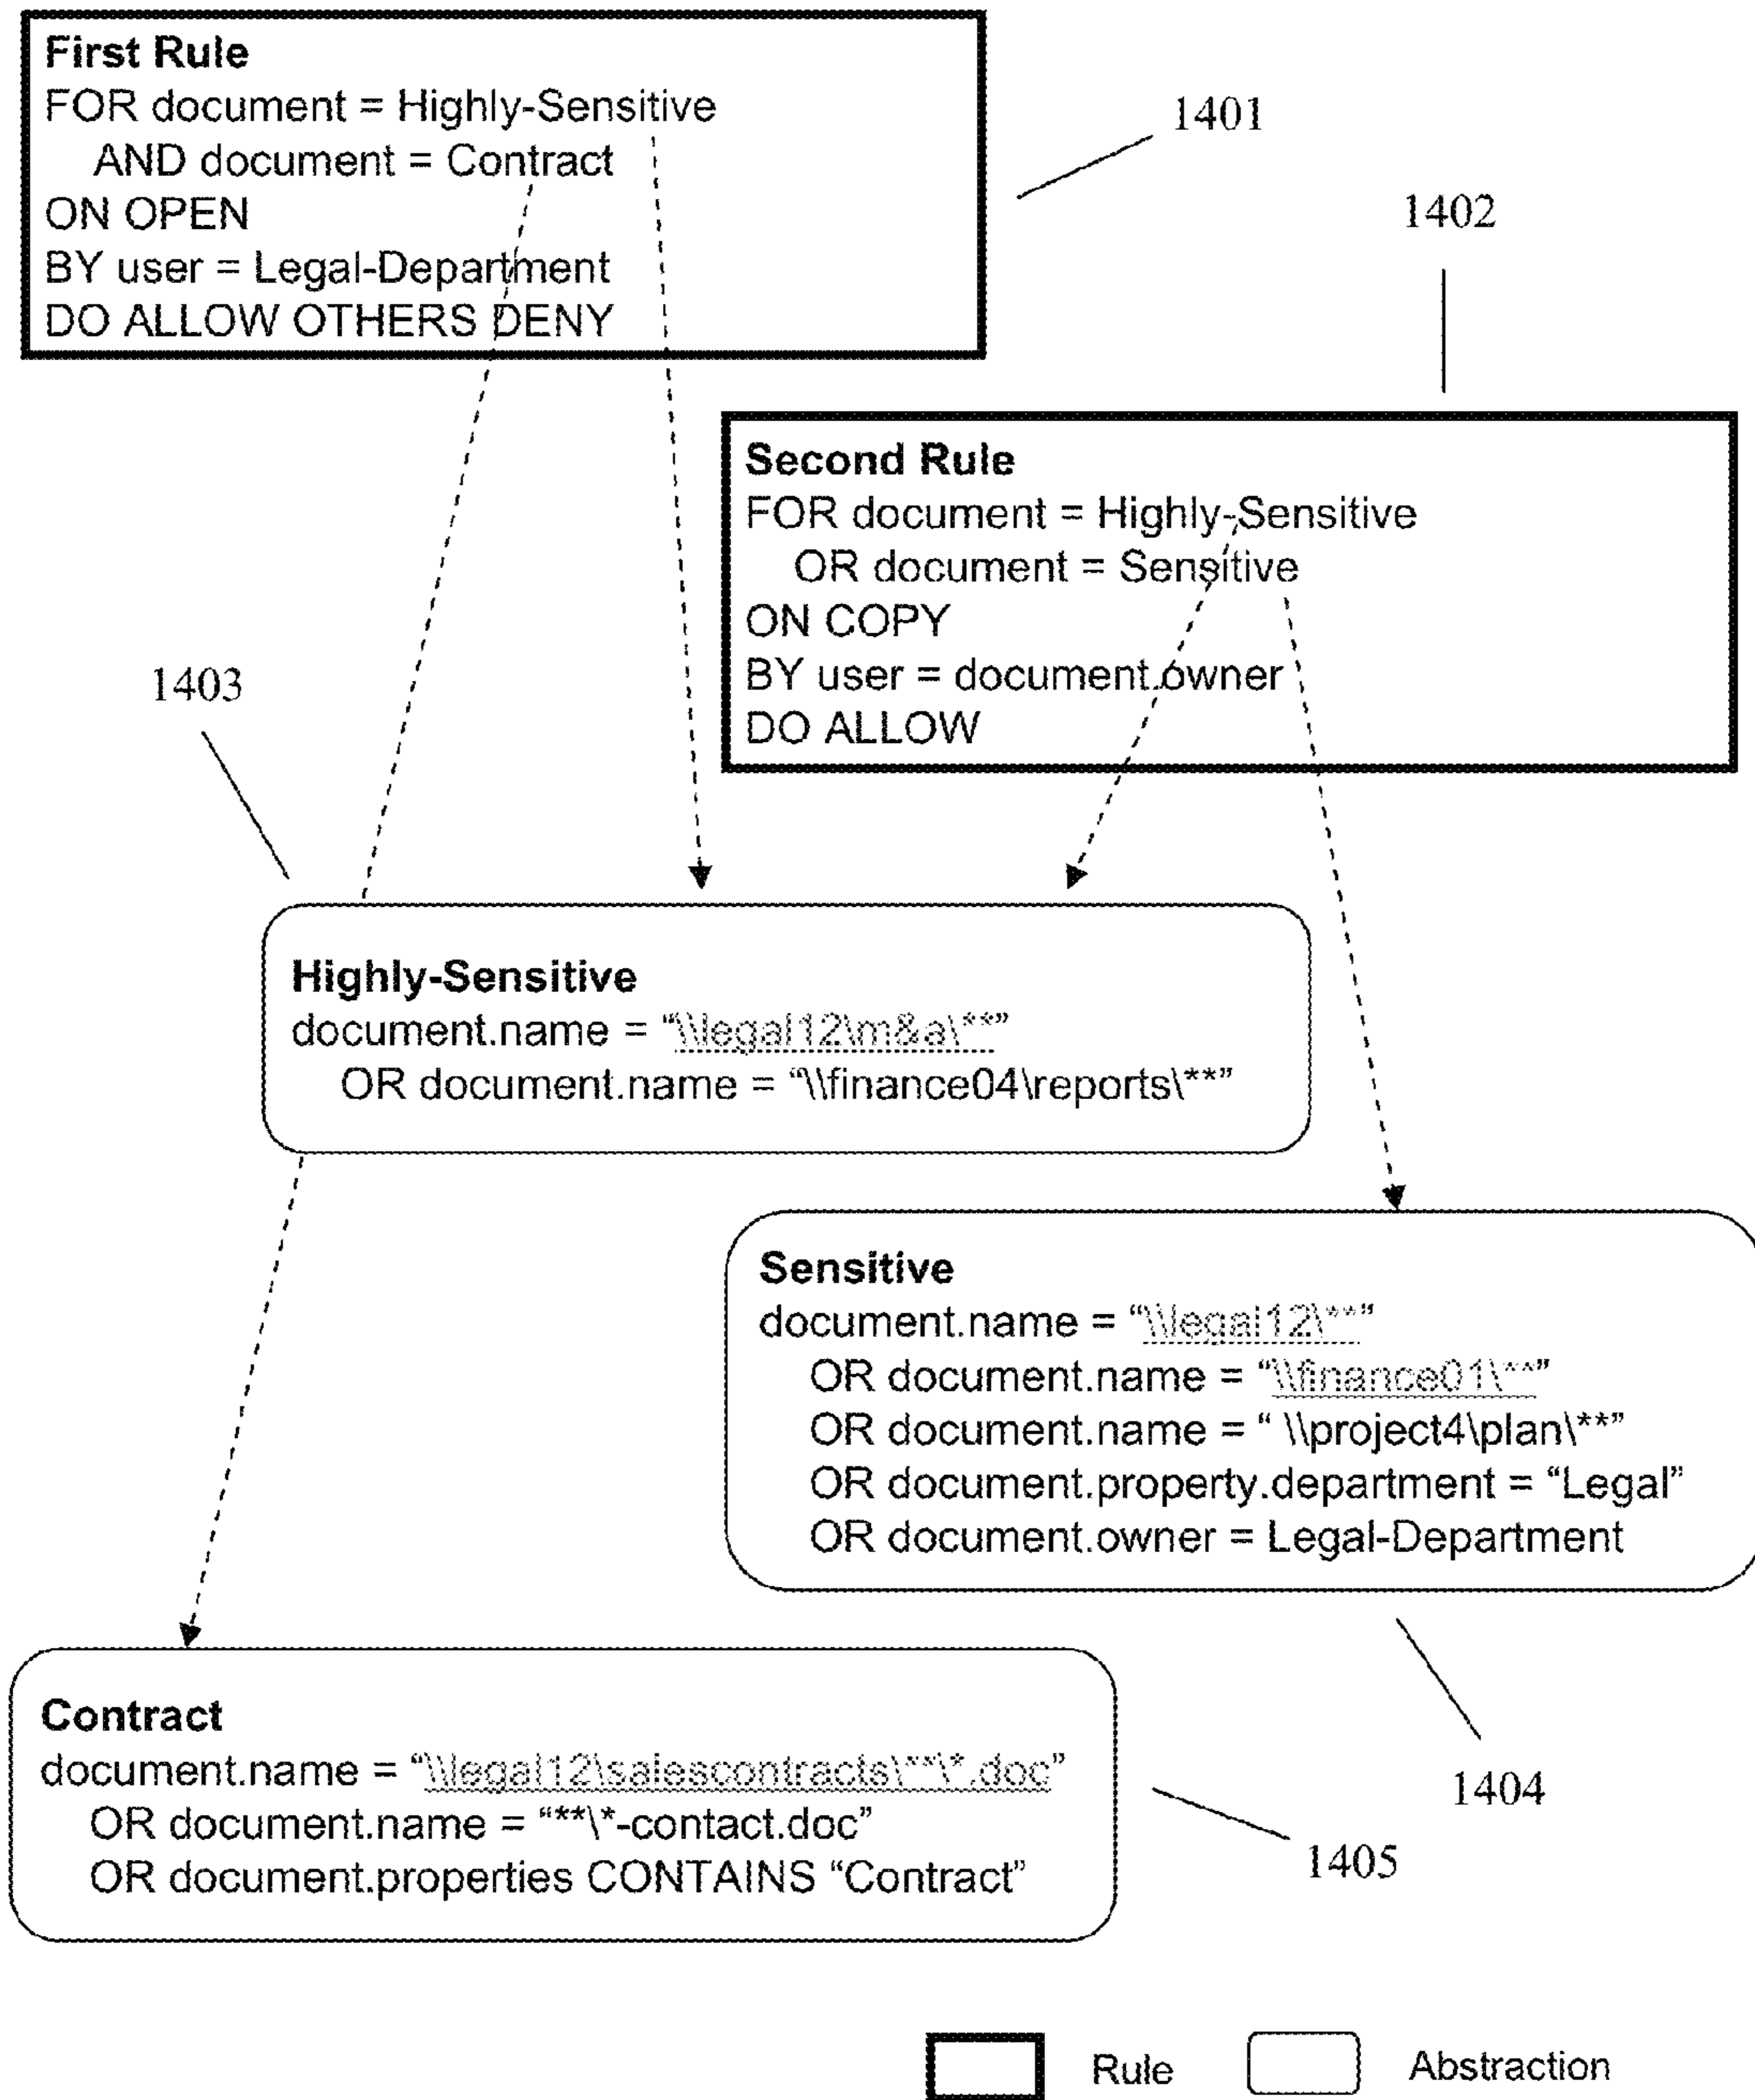 First Rule
FOR document = Highly-Sensitive
AND document = Contract
ON OPEN
BY user = Legal-Department
DO ALLOW OTHERS DENY
1401
1402
Second Rule
FOR document = Highly-Sensitive
OR document = Sensitive
ON COPY
BY user = document.owner
DO ALLOW
1403
Highly-Sensitive
document.name = “\\legal12\m&a\**”
OR document.name = “\\finance04\reports\**”
Sensitive
document.name = “\\legal12\**”
OR document.name = “\\finance01\**”
OR document.name = “ \\project4\plan\**”
OR document.property.department = “Legal”
OR document.owner = Legal-Department
1404
Contract
document.name = “\\legal12\salescontracts\**\*.doc”
OR document.name = “**\*-contact.doc”
OR document.properties CONTAINS “Contract”
1405
Rule
Abstraction